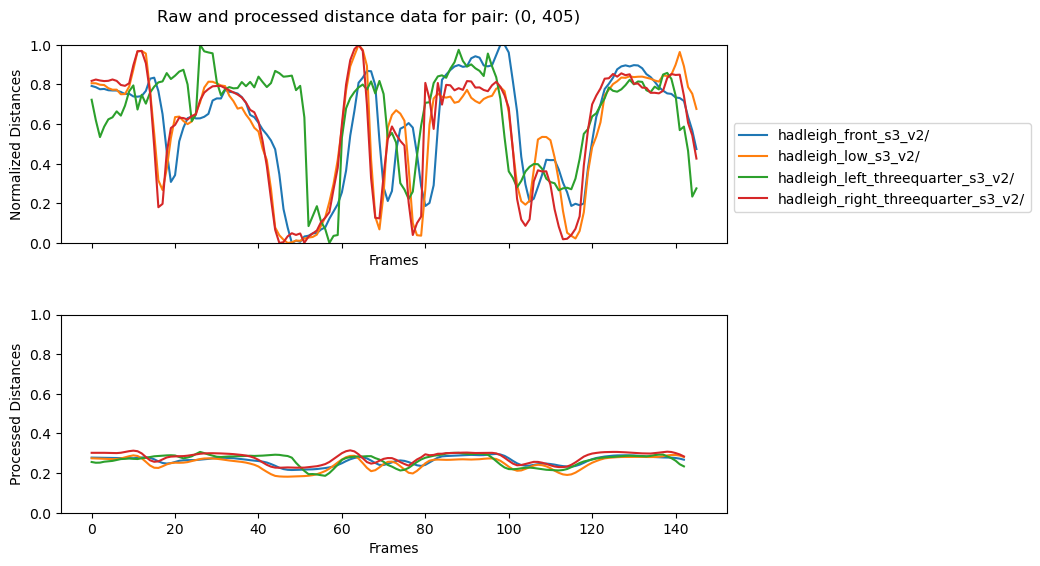 Raw and processed distance data for pair: (0, 405)
Normalized Distances
1.0
0.8
0.6
0.4
0.2
0.0
Frames
hadleigh_front_s3_v2/
hadleigh_low_s3_v2/
hadleigh_left_threequarter_s3_v2/
hadleigh_right_threequarter_s3_v2/
Processed Distances
1.0
0.8
0.6
0.4
0.2
0.0
0 20 40 60 80 100 120 140
Frames